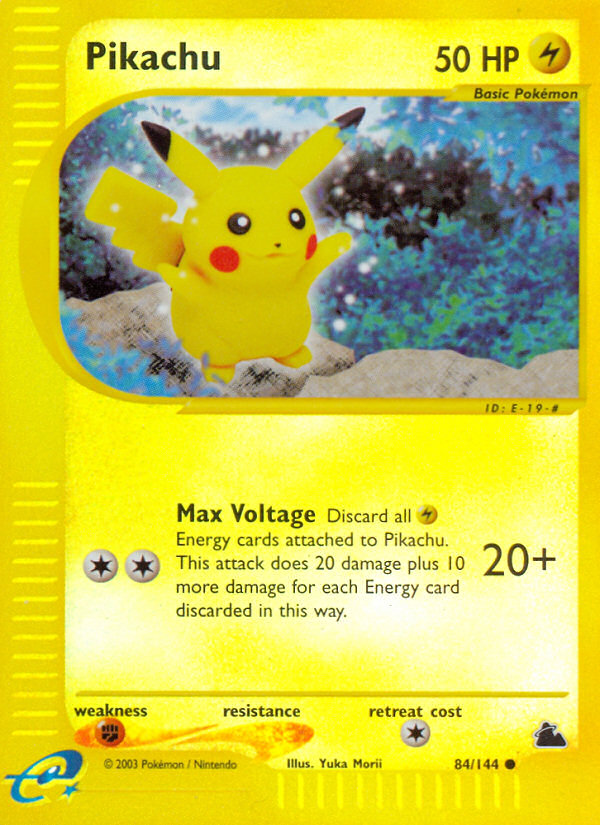 Pikachu 50 HP
Basic Pokémon
ID: E-19-#
Max Voltage Discard all
Energy cards attached to Pikachu.
This attack does 20 damage plus 10
more damage for each Energy card
discarded in this way.
20+
weakness resistance retreat cost
© 2003 Pokémon / Nintendo Illus. Yuka Morii 84/144
e